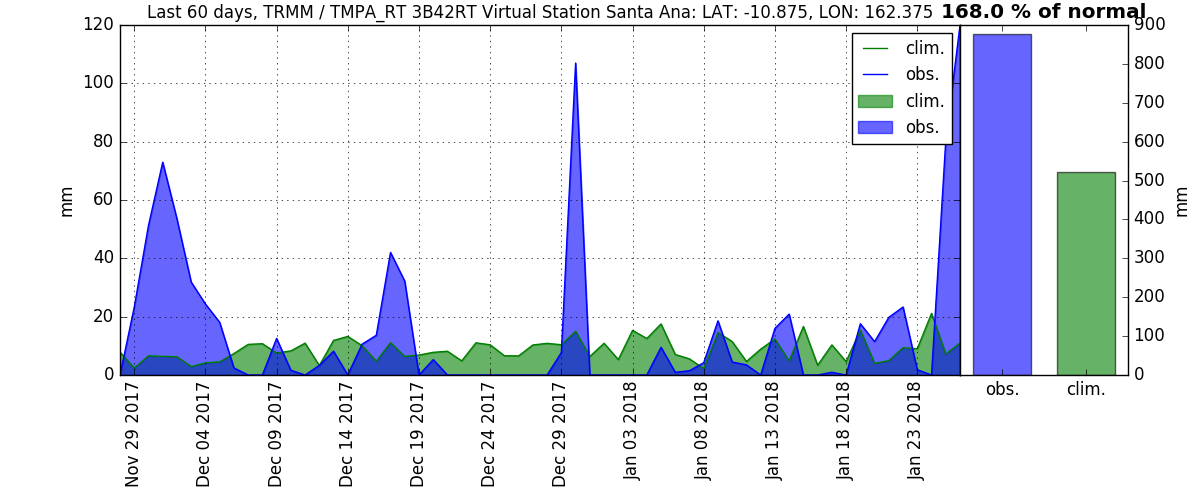 Last 60 days, TRMM / TMPA_RT 3B42RT Virtual Station Santa Ana: LAT: -10.875, LON: 162.375 168.0 % of normal
120
100
80
60
40
20
0
mm
clim.
obs.
clim.
obs.
900
800
700
600
500
400
300
200
100
0
mm
Nov 29 2017
Dec 04 2017
Dec 09 2017
Dec 14 2017
Dec 19 2017
Dec 24 2017
Dec 29 2017
Jan 03 2018
Jan 08 2018
Jan 13 2018
Jan 18 2018
Jan 23 2018
obs.
clim.